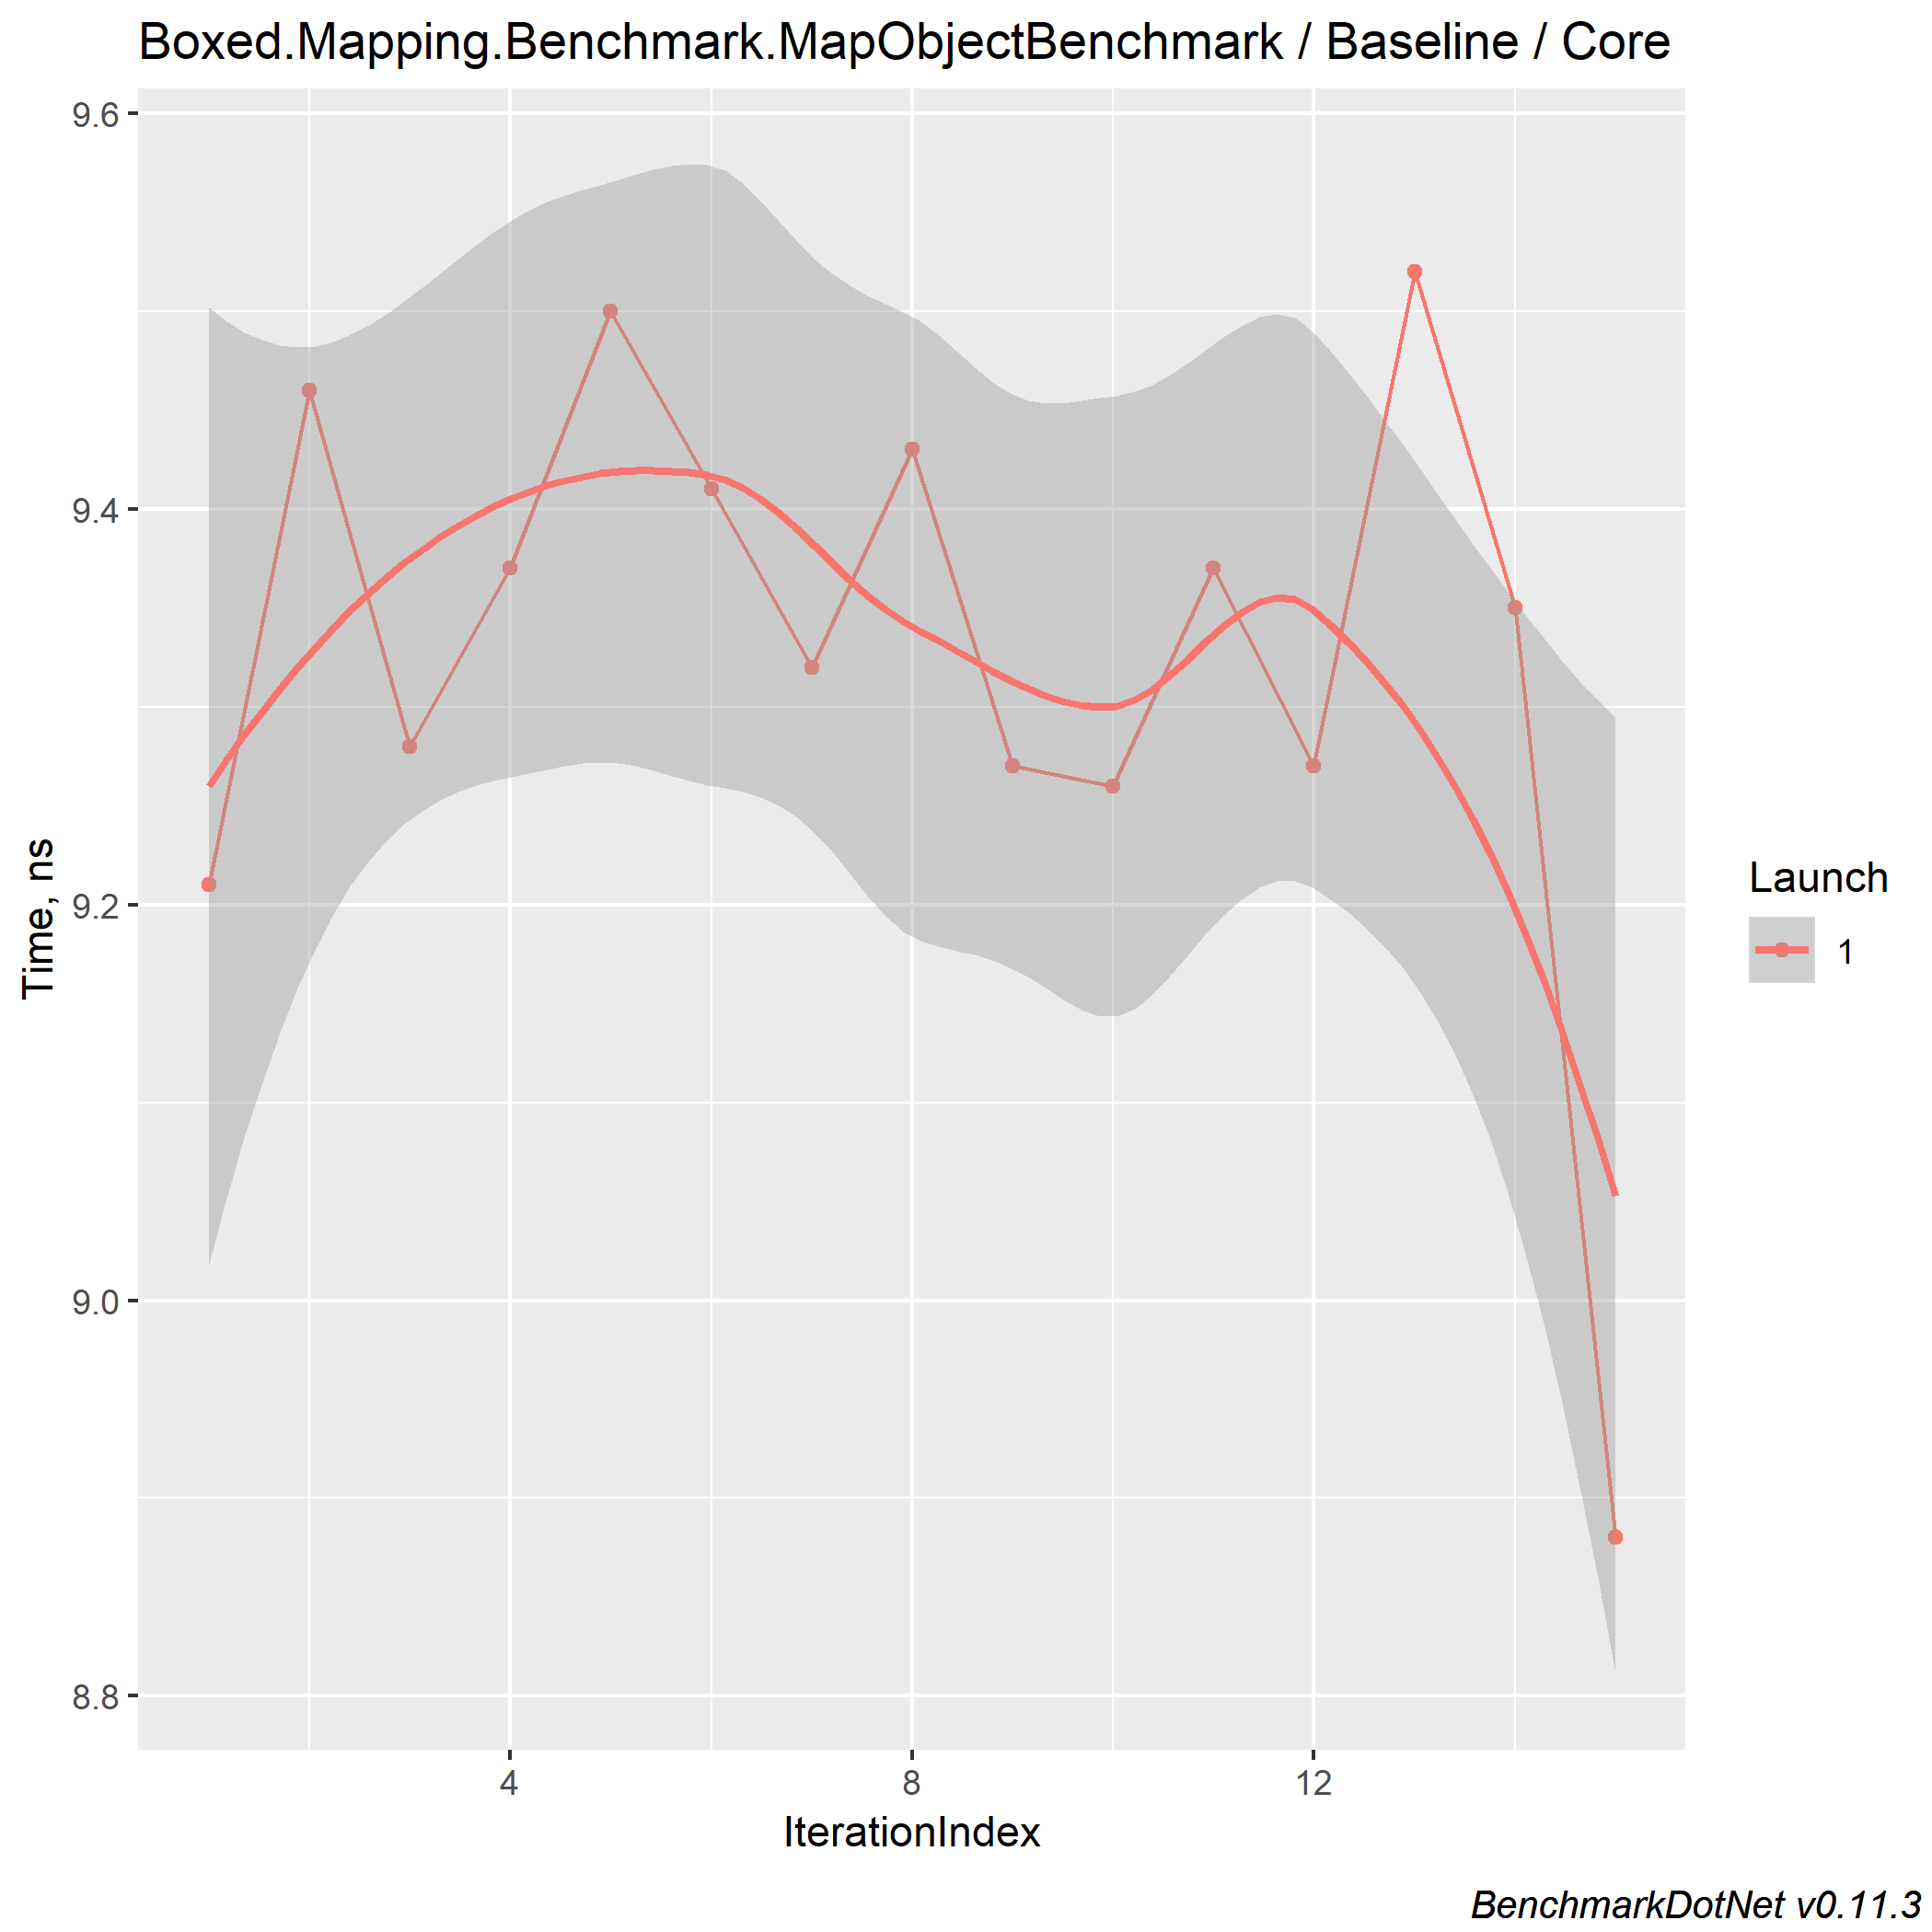 Boxed.Mapping.Benchmark.MapObjectBenchmark / Baseline / Core
9.6
9.4
9.2
9.0
8.8
Time, ns
4 8 12
IterationIndex
Launch
1
BenchmarkDotNet v0.11.3